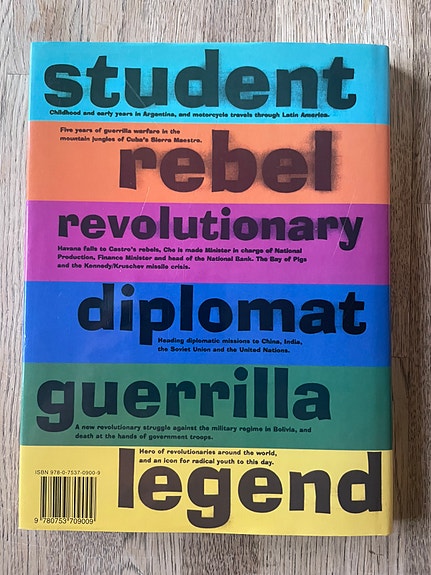 student
Childhood and early years in Argentina, and motorcycle travels through Latin America.
Five years of guerrilla warfare in the
mountain jungles of Cuba's Sierra Maestro.
rebel
revolutionary
Havana falls to Castro's rebels, Che is made Minister in charge of National
Production, Finance Minister and head of the National Bank. The Bay of Pigs
and the Kennedy/Kruschev missile crisis.
diplomat
Heading diplomatic missions to China, India,
the Soviet Union and the United Nations.
guerrilla
A new revolutionary struggle against the military regime in Bolivia, and
death at the hands of government troops.
Hero of revolutionaries around the world,
and an icon for radical youth to this day.
legend
ISBN 978-0-7537-0900-9
9 780753 709009